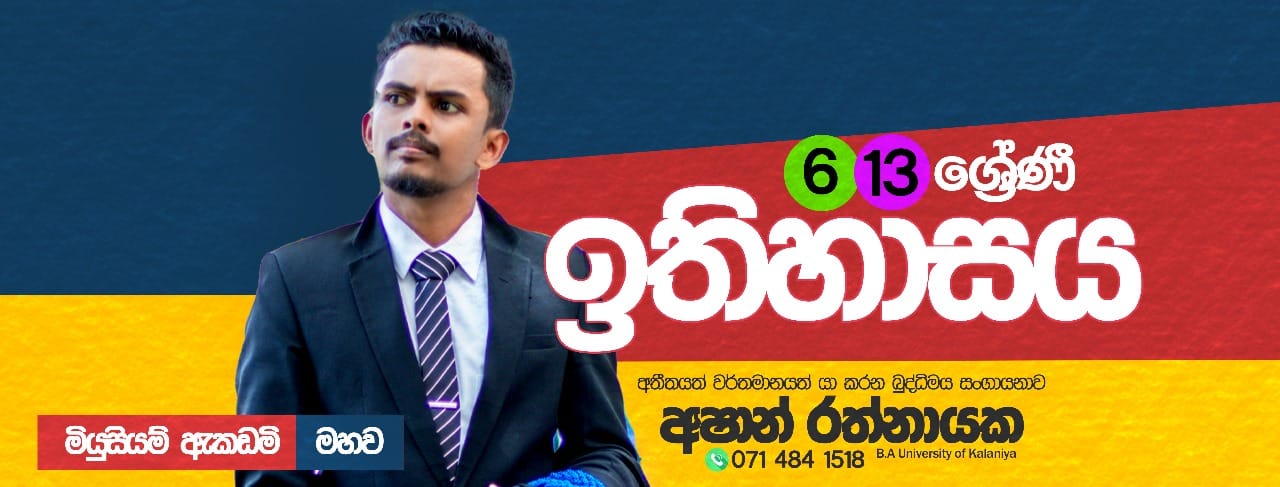 6 13 ශ්‍රේණී
ඉතිහාසය
අතීතයත් වර්තමානයත් යා කරන බුද්ධිමය සංගායනාව
අෂාන් රත්නායක
071 484 1518 B.A University of Kalaniya
මියුසියම් ඇකඩමි මහව